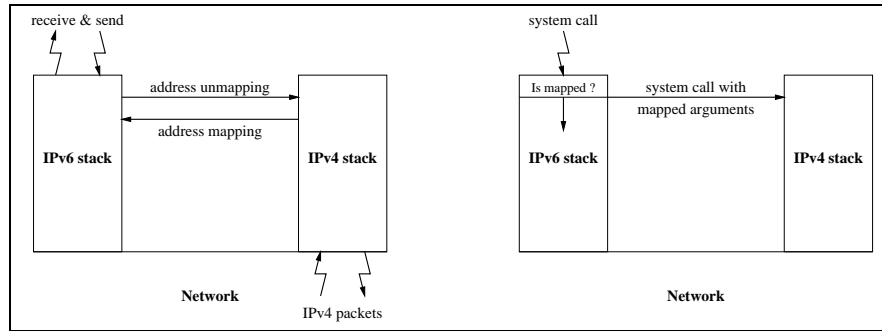 receive & send
address unmapping
address mapping
IPv6 stack
IPv4 stack
Network
IPv4 packets
system call
Is mapped ?
system call with
mapped arguments
IPv6 stack
IPv4 stack
Network